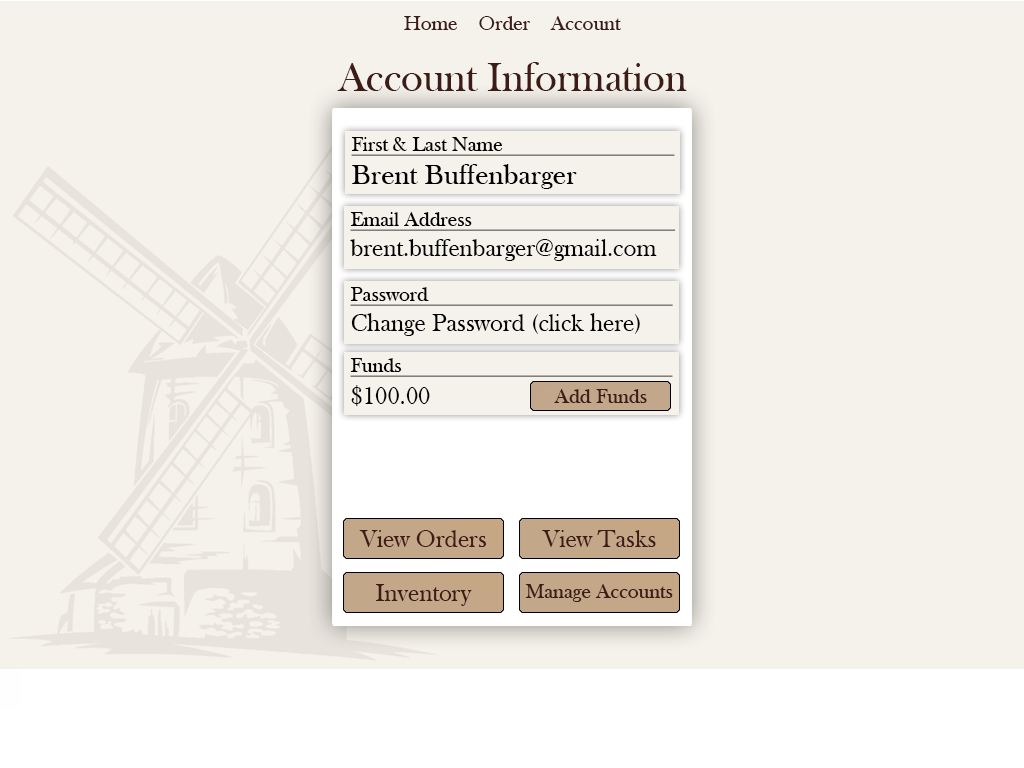 Home Order Account
Account Information
First & Last Name
Brent Buffenbarger
Email Address
brent.buffenbarger@gmail.com
Password
Change Password (click here)
Funds
$100.00 Add Funds
View Orders View Tasks
Inventory Manage Accounts